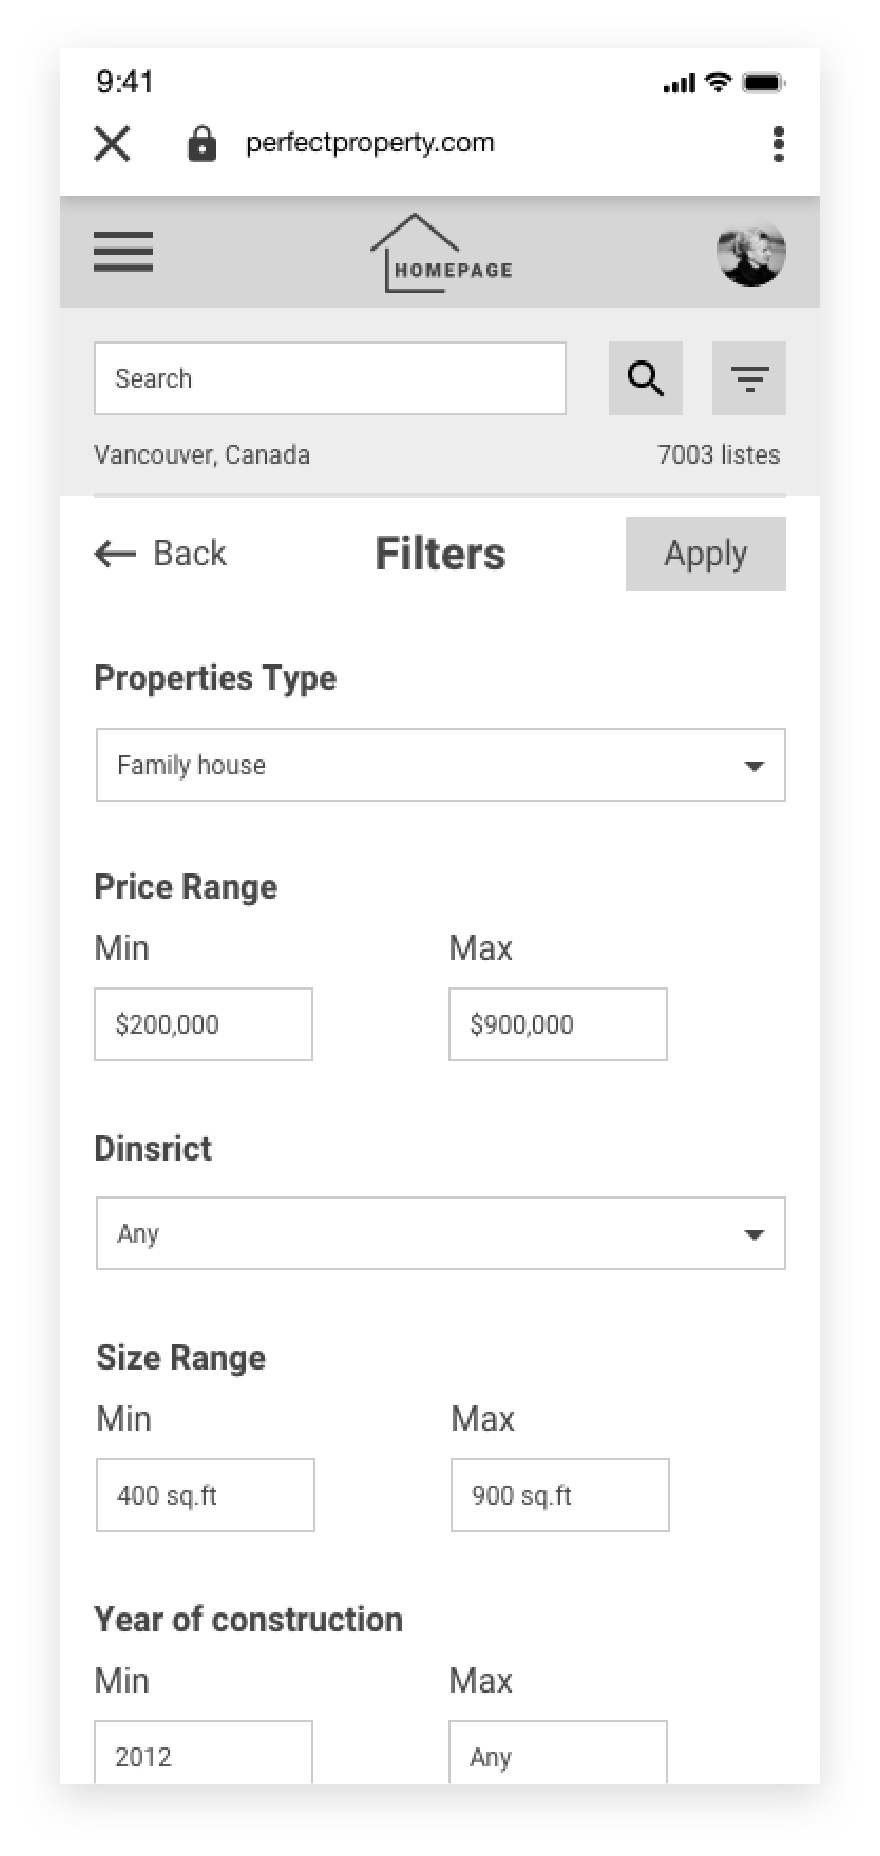 9:41
perfectproperty.com
HOMEPAGE
Search
Vancouver, Canada 7003 listes
Back Filters Apply
Properties Type
Family house
Price Range
Min Max
$200,000 $900,000
Dinsrict
Any
Size Range
Min Max
400 sq.ft 900 sq.ft
Year of construction
Min Max
2012 Any